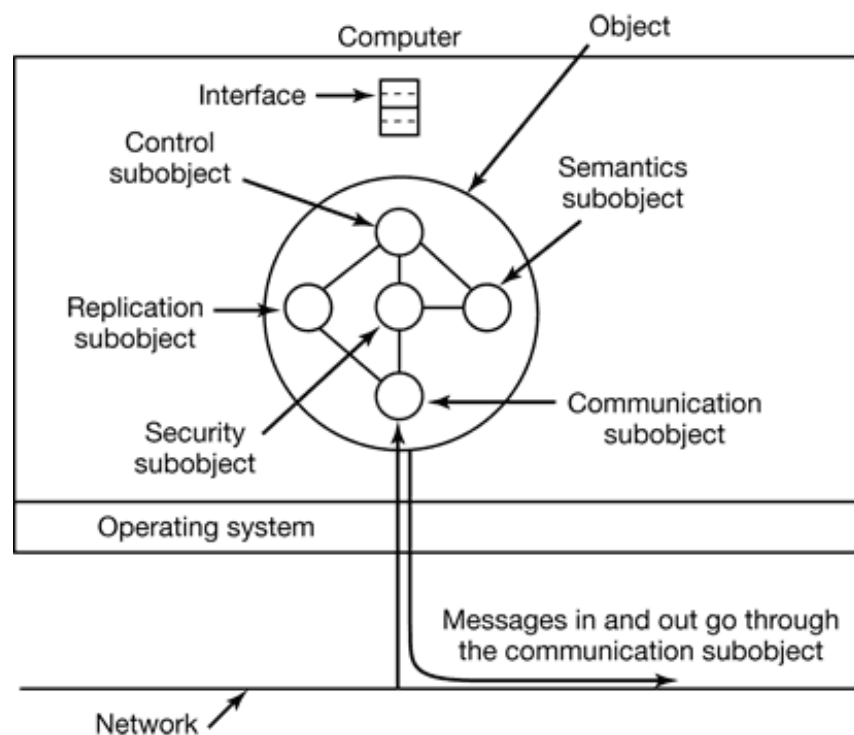 Computer
Object
Interface
Control
subobject
Semantics
subobject
Replication
subobject
Security
subobject
Communication
subobject
Operating system
Messages in and out go through
the communication subobject
Network